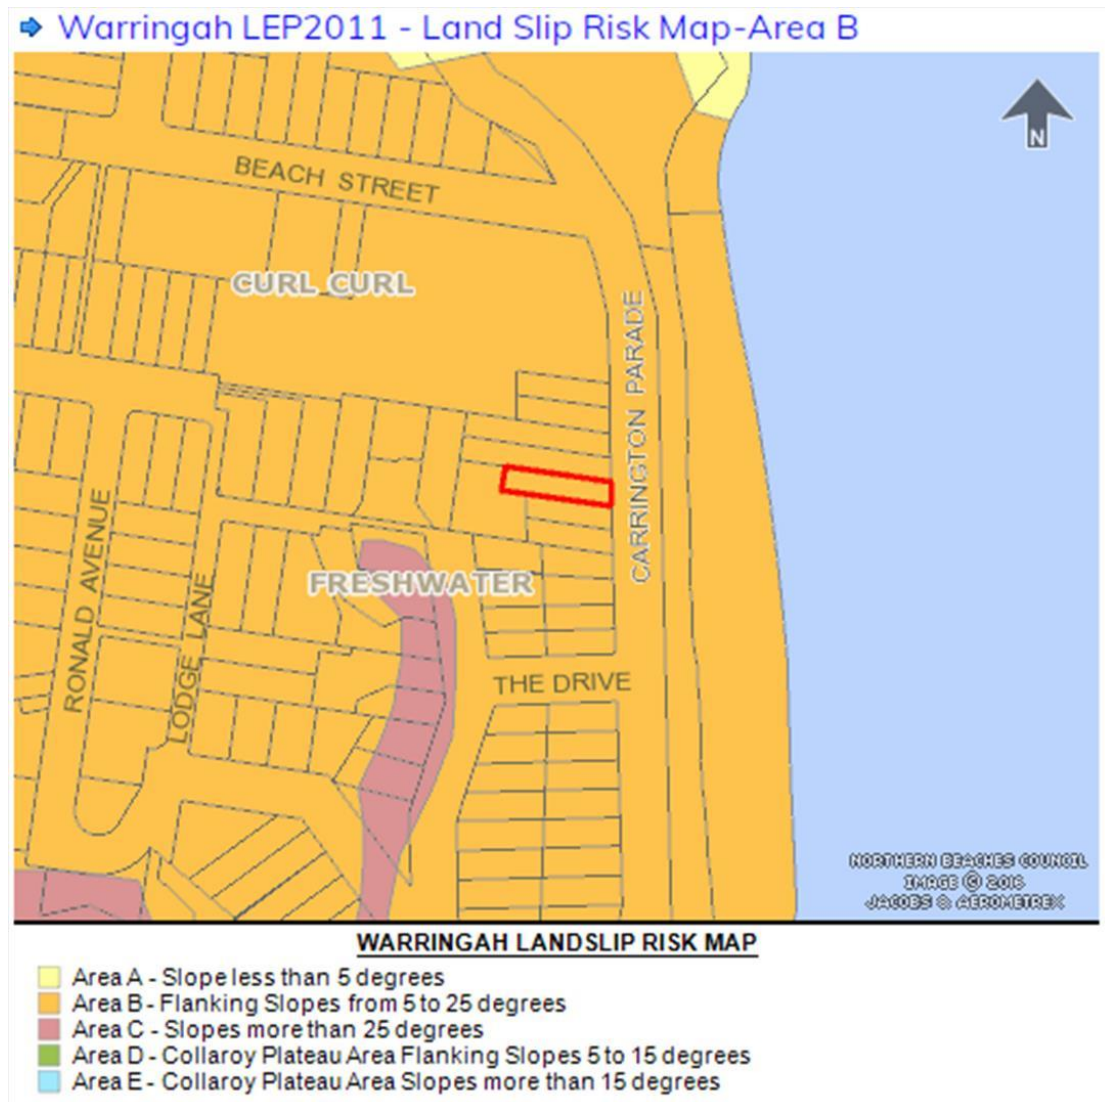 Warringah LEP2011 - Land Slip Risk Map-Area B
N
BEACH STREET
CURL CURL
CARRINGTON PARADE
RONALD AVENUE
FRESHWATER
LODGE LANE
THE DRIVE
NORTHERN BEACHES COUNCIL
IMAGE © 2016
JACOBS & AEROMETREX
WARRINGAH LANDSLIP RISK MAP
Area A - Slope less than 5 degrees
Area B - Flanking Slopes from 5 to 25 degrees
Area C - Slopes more than 25 degrees
Area D - Collaroy Plateau Area Flanking Slopes 5 to 15 degrees
Area E - Collaroy Plateau Area Slopes more than 15 degrees